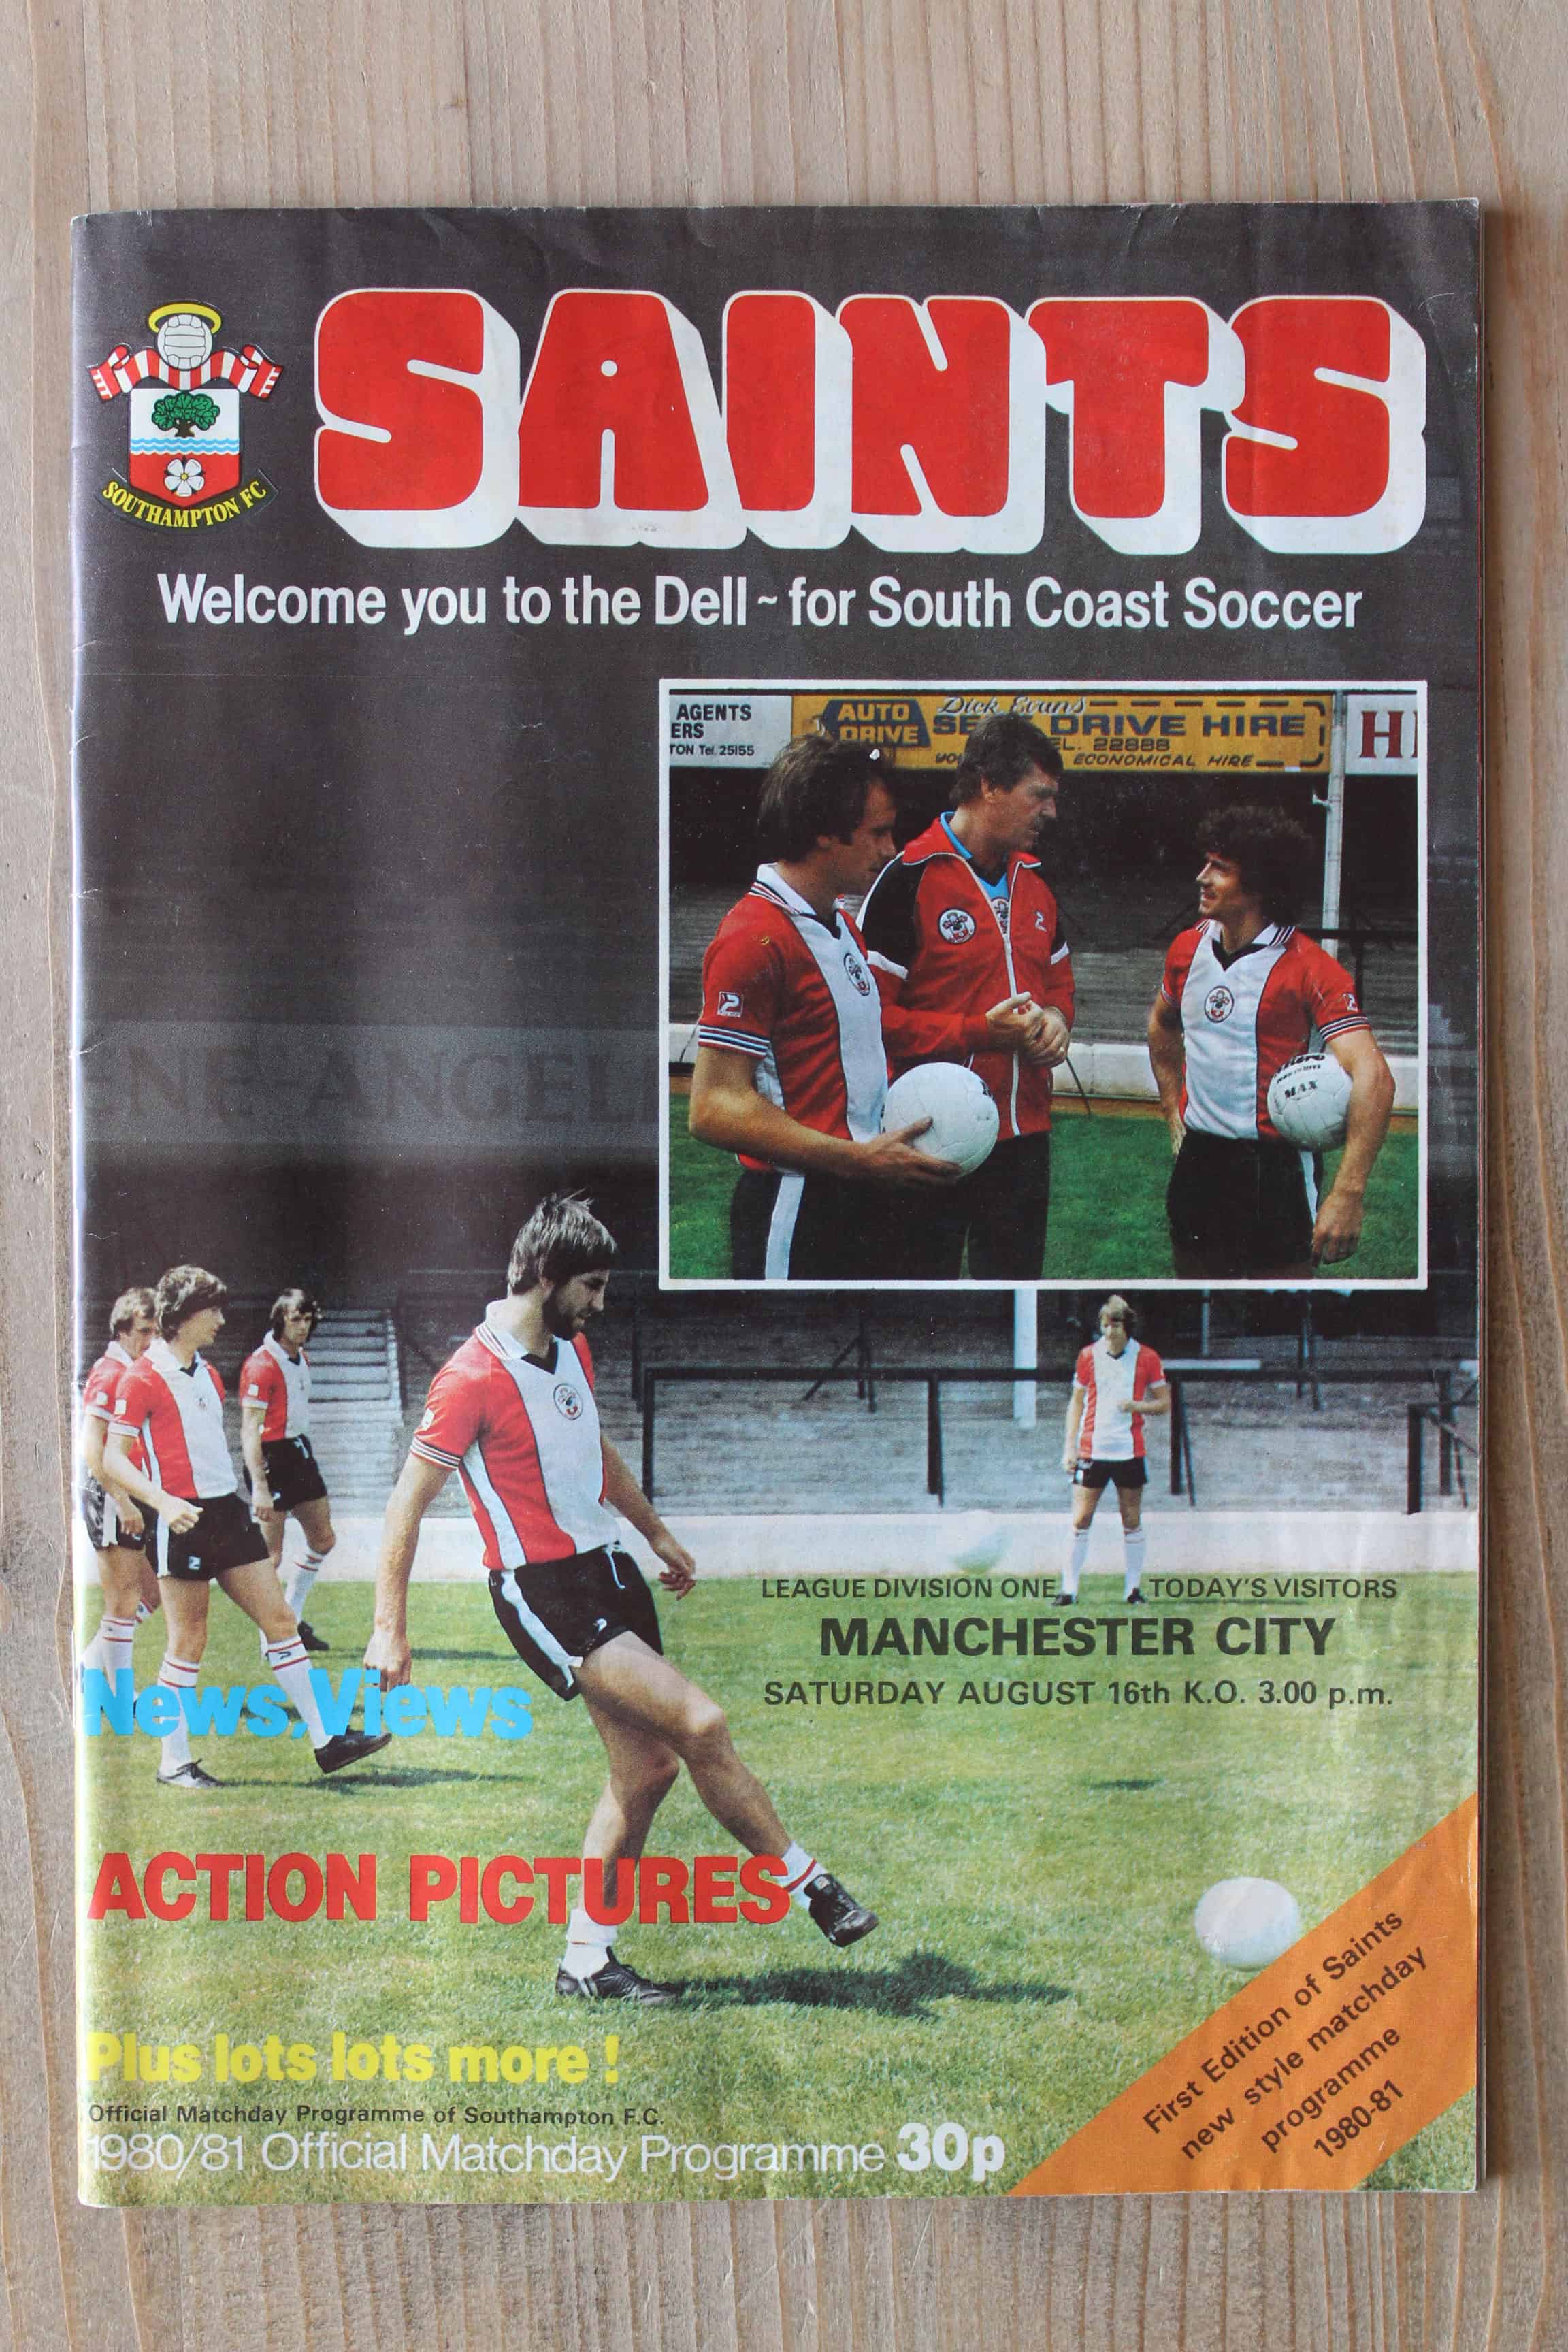 SAINTS
SOUTHAMPTON FC
Welcome you to the Dell ~ for South Coast Soccer
AGENTS
ERS
TON Tel. 25155
AUTO
DRIVE
Dick Evans
DRIVE HIRE
EL. 22888
ECONOMICAL HIRE
H
MAX
LEAGUE DIVISION ONE TODAY'S VISITORS
MANCHESTER CITY
SATURDAY AUGUST 16th K.O. 3.00 p.m.
News, Views
ACTION PICTURES
Plus lots lots more !
Official Matchday Programme of Southampton F.C.
1980/81 Official Matchday Programme 30p
First Edition of Saints
new style matchday
programme
1980-81